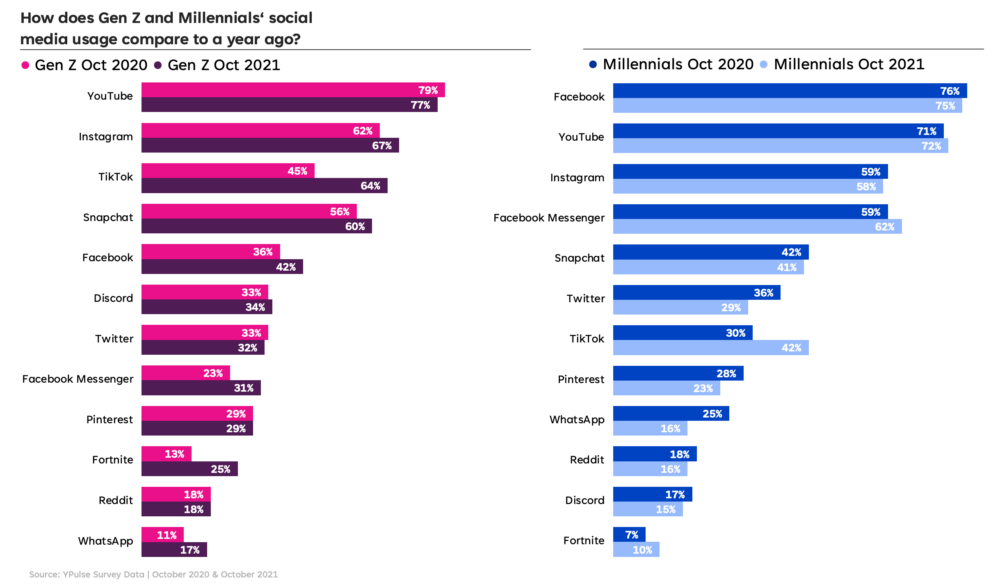 How does Gen Z and Millennials‘ social
media usage compare to a year ago?
Gen Z Oct 2020 Gen Z Oct 2021
YouTube 79%
77%
Instagram 62%
67%
TikTok 45%
64%
Snapchat 56%
60%
Facebook 36%
42%
Discord 33%
34%
Twitter 33%
32%
Facebook Messenger 23%
31%
Pinterest 29%
29%
Fortnite 13%
25%
Reddit 18%
18%
WhatsApp 11%
17%
Millennials Oct 2020 Millennials Oct 2021
Facebook 76%
75%
YouTube 71%
72%
Instagram 59%
58%
Facebook Messenger 59%
62%
Snapchat 42%
41%
Twitter 36%
29%
TikTok 30%
42%
Pinterest 28%
23%
WhatsApp 25%
16%
Reddit 18%
16%
Discord 17%
15%
Fortnite 7%
10%
Source: YPulse Survey Data | October 2020 & October 2021